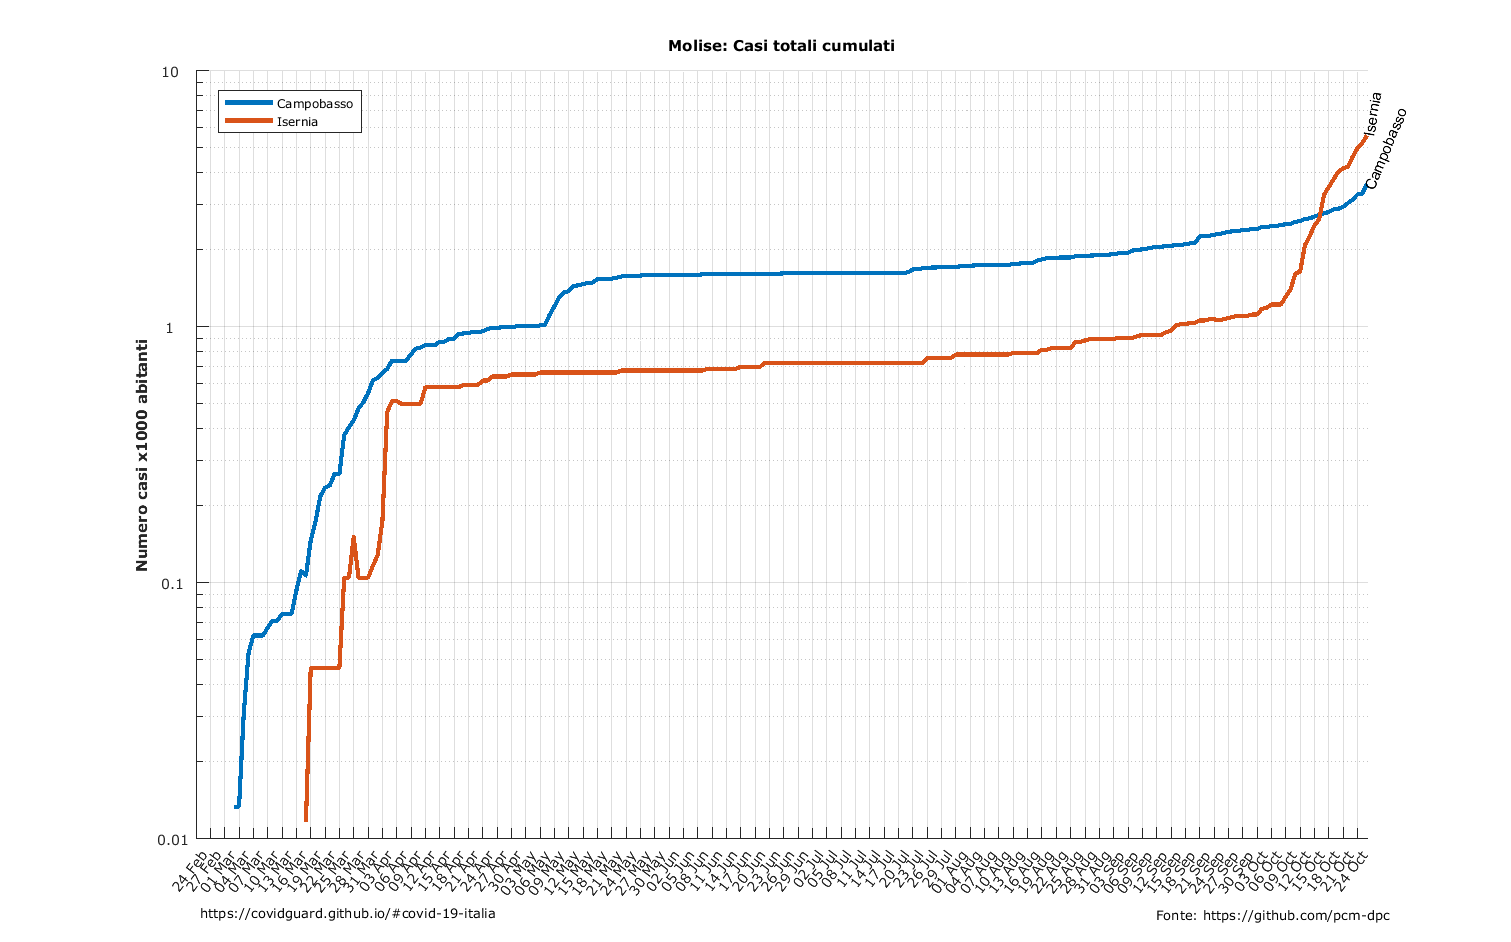 Molise: Casi totali cumulati
10
1
0.1
0.01
Numero casi x1000 abitanti
Campobasso
Isernia
Isernia
Campobasso
24 Feb
27 Feb
01 Mar
04 Mar
07 Mar
10 Mar
13 Mar
16 Mar
19 Mar
22 Mar
25 Mar
28 Mar
31 Mar
03 Apr
06 Apr
09 Apr
12 Apr
15 Apr
18 Apr
21 Apr
24 Apr
27 Apr
30 Apr
03 May
06 May
09 May
12 May
15 May
18 May
21 May
24 May
27 May
30 May
02 Jun
05 Jun
08 Jun
11 Jun
14 Jun
17 Jun
20 Jun
23 Jun
26 Jun
29 Jun
02 Jul
05 Jul
08 Jul
11 Jul
14 Jul
17 Jul
20 Jul
23 Jul
26 Jul
29 Jul
01 Aug
04 Aug
07 Aug
10 Aug
13 Aug
16 Aug
19 Aug
22 Aug
25 Aug
28 Aug
31 Aug
03 Sep
06 Sep
09 Sep
12 Sep
15 Sep
18 Sep
21 Sep
24 Sep
27 Sep
30 Sep
03 Oct
06 Oct
09 Oct
12 Oct
15 Oct
18 Oct
21 Oct
24 Oct
https://covidguard.github.io/#covid-19-italia
Fonte: https://github.com/pcm-dpc